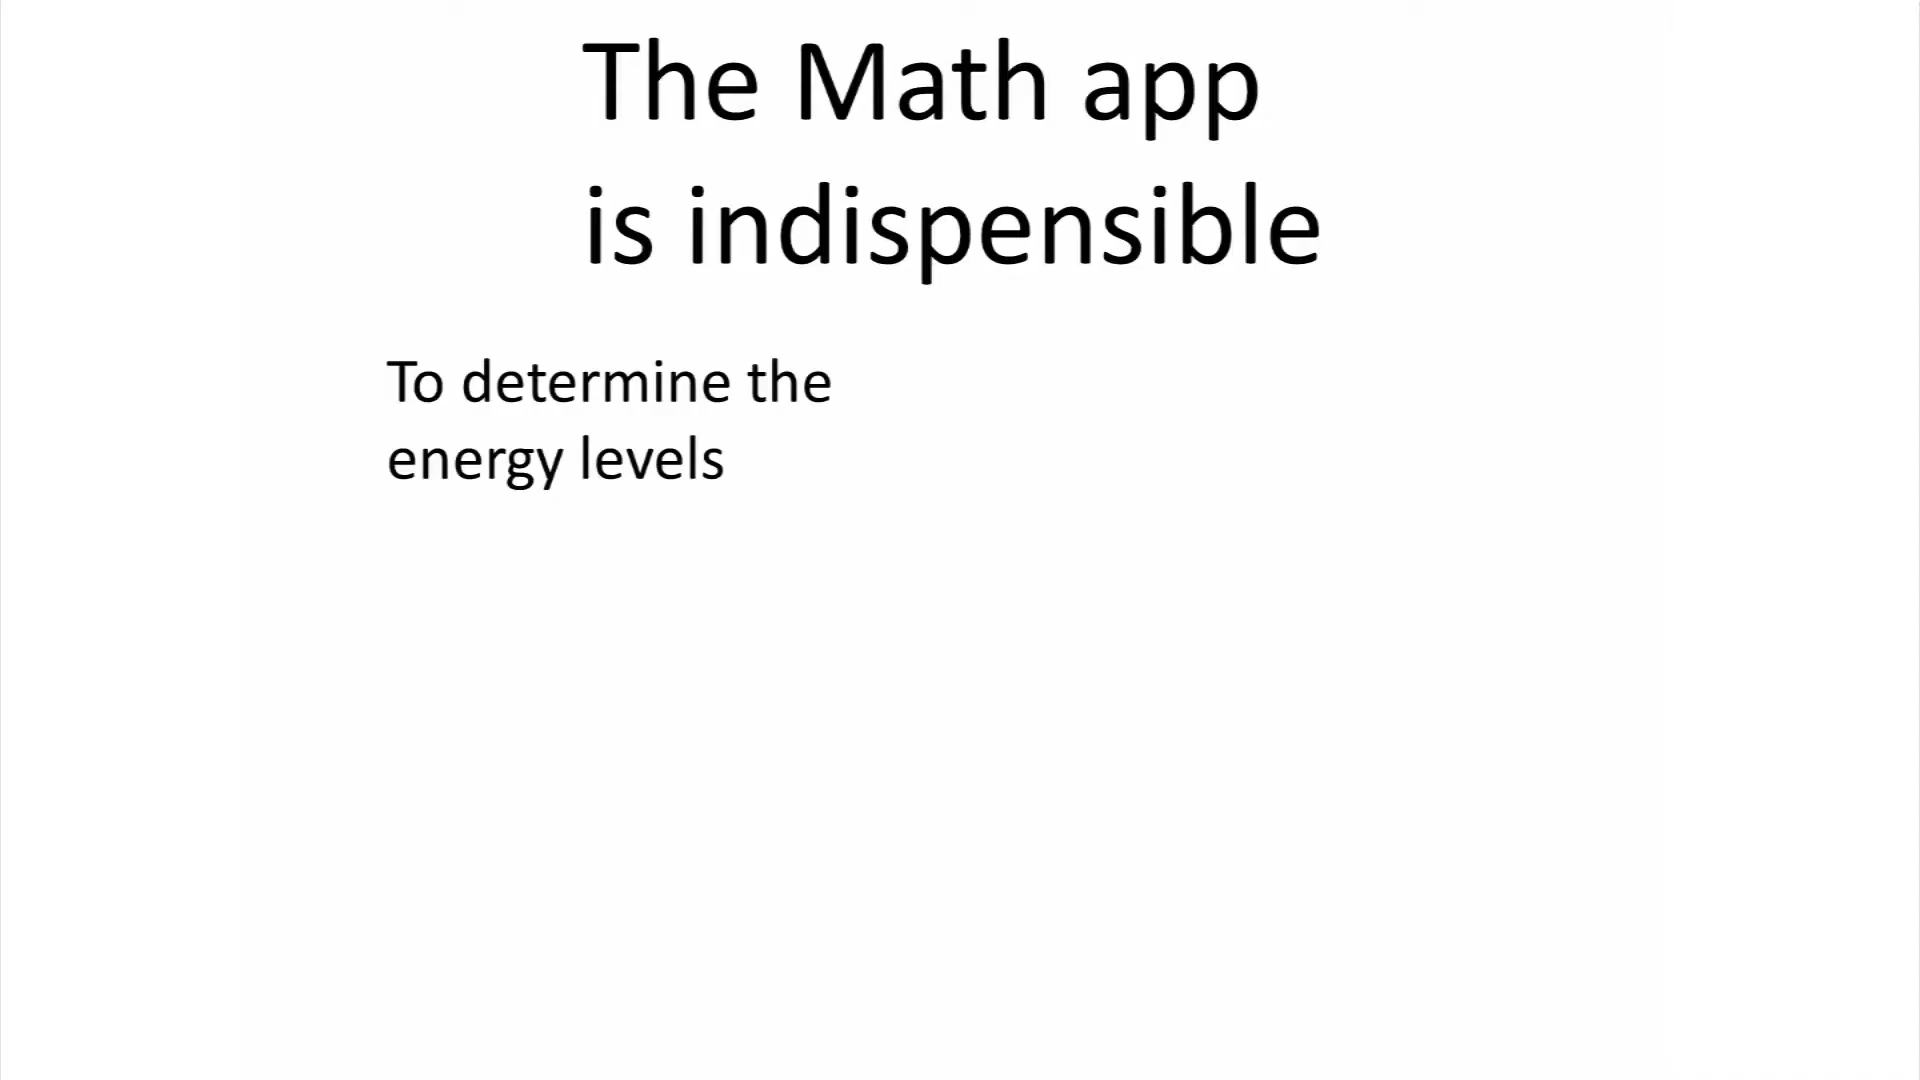 The Math app
is indispensible
To determine the
energy levels